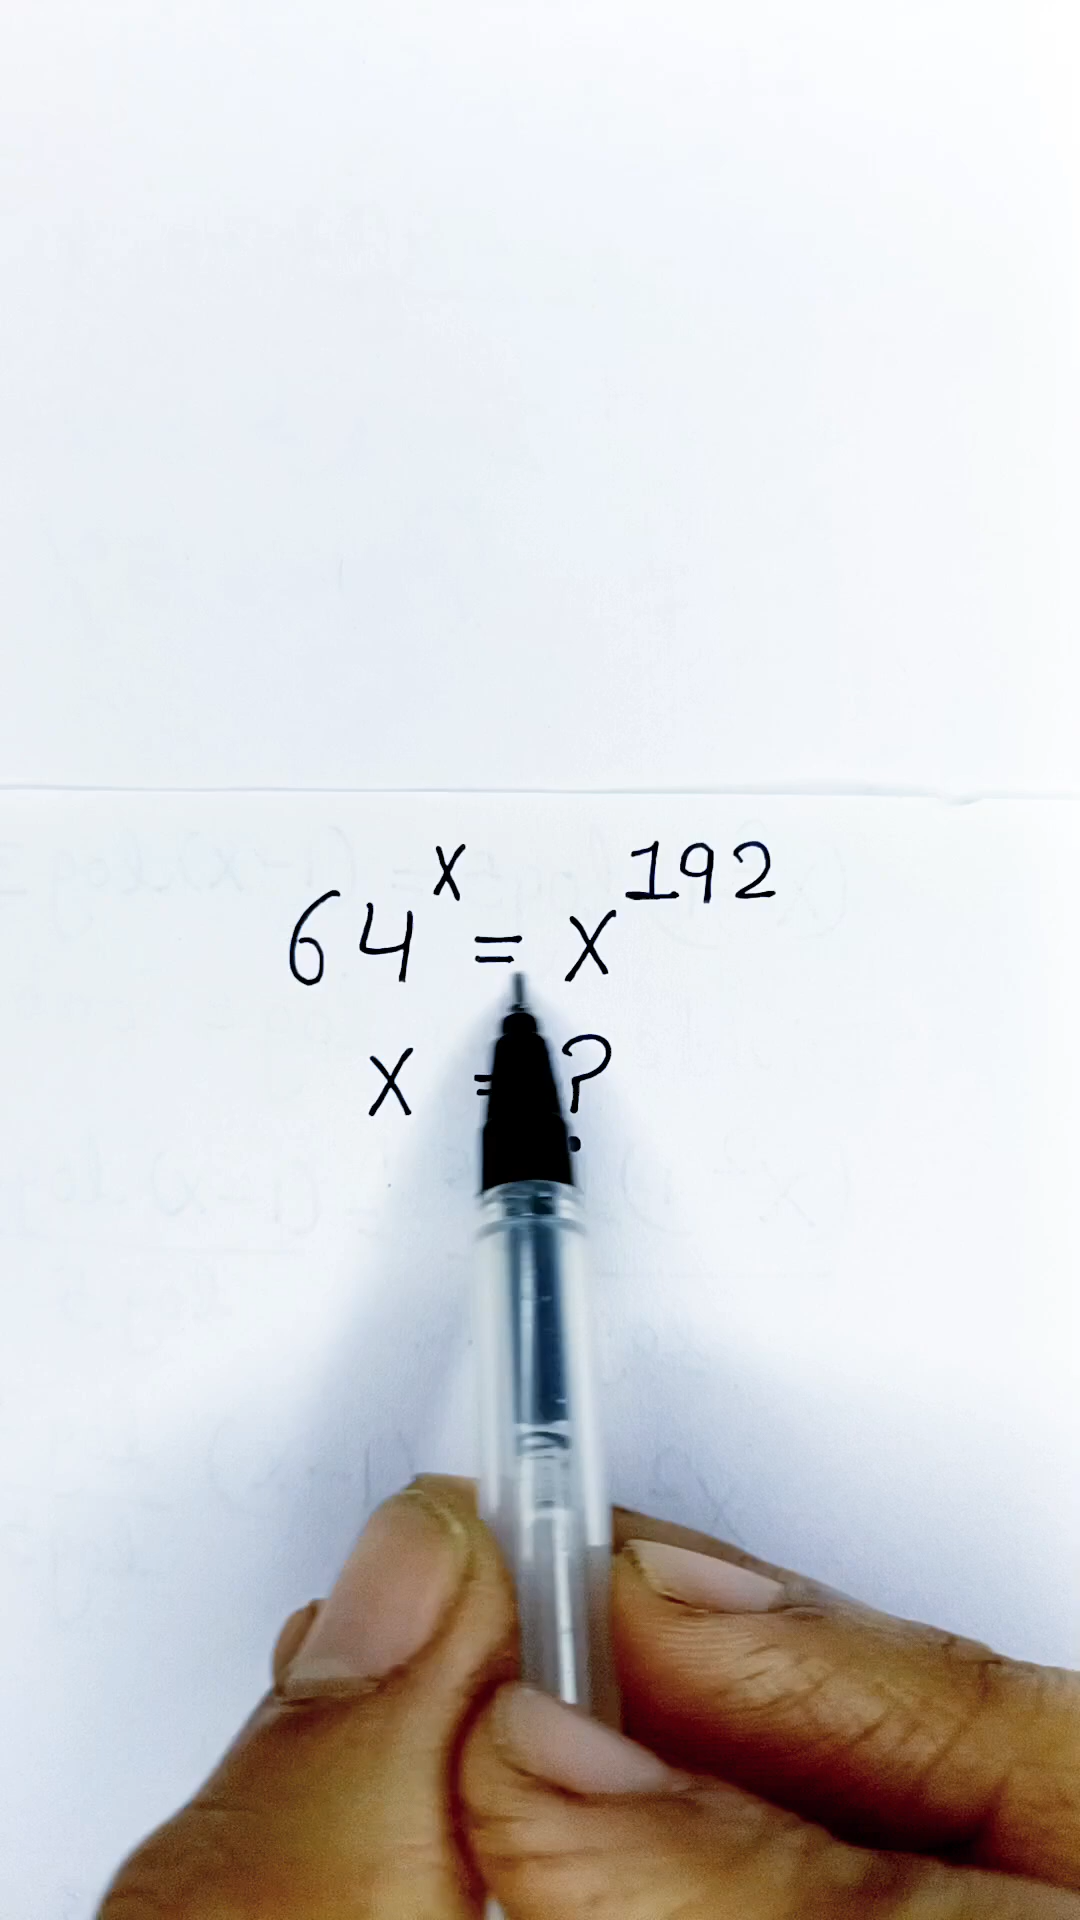 64^x = x^192
x = ?